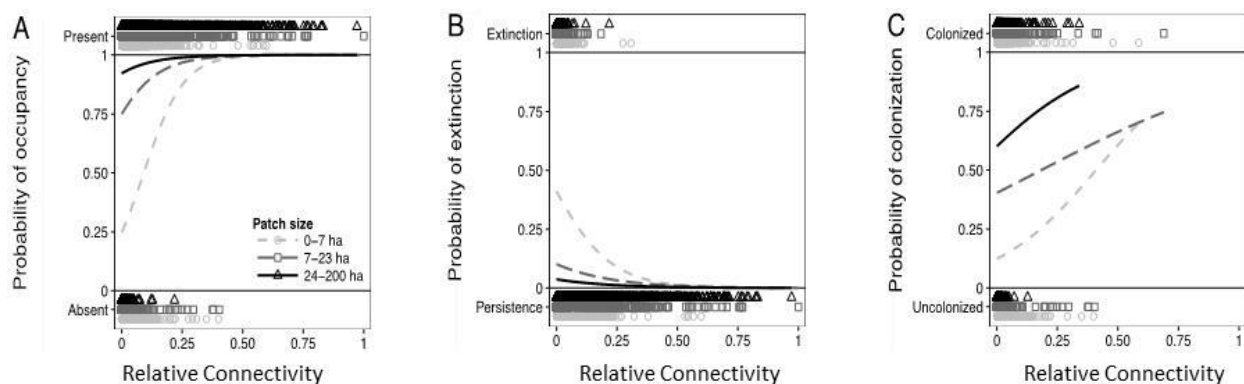 A
Probability of occupancy
Present
1
0.75
0.50
0.25
0
Absent
Patch size
0–7 ha
7–23 ha
24–200 ha
0 0.25 0.50 0.75 1
Relative Connectivity
B
Probability of extinction
Extinction
1
0.75
0.50
0.25
0
Persistence
0 0.25 0.50 0.75 1
Relative Connectivity
C
Probability of colonization
Colonized
1
0.75
0.50
0.25
0
Uncolonized
0 0.25 0.50 0.75 1
Relative Connectivity